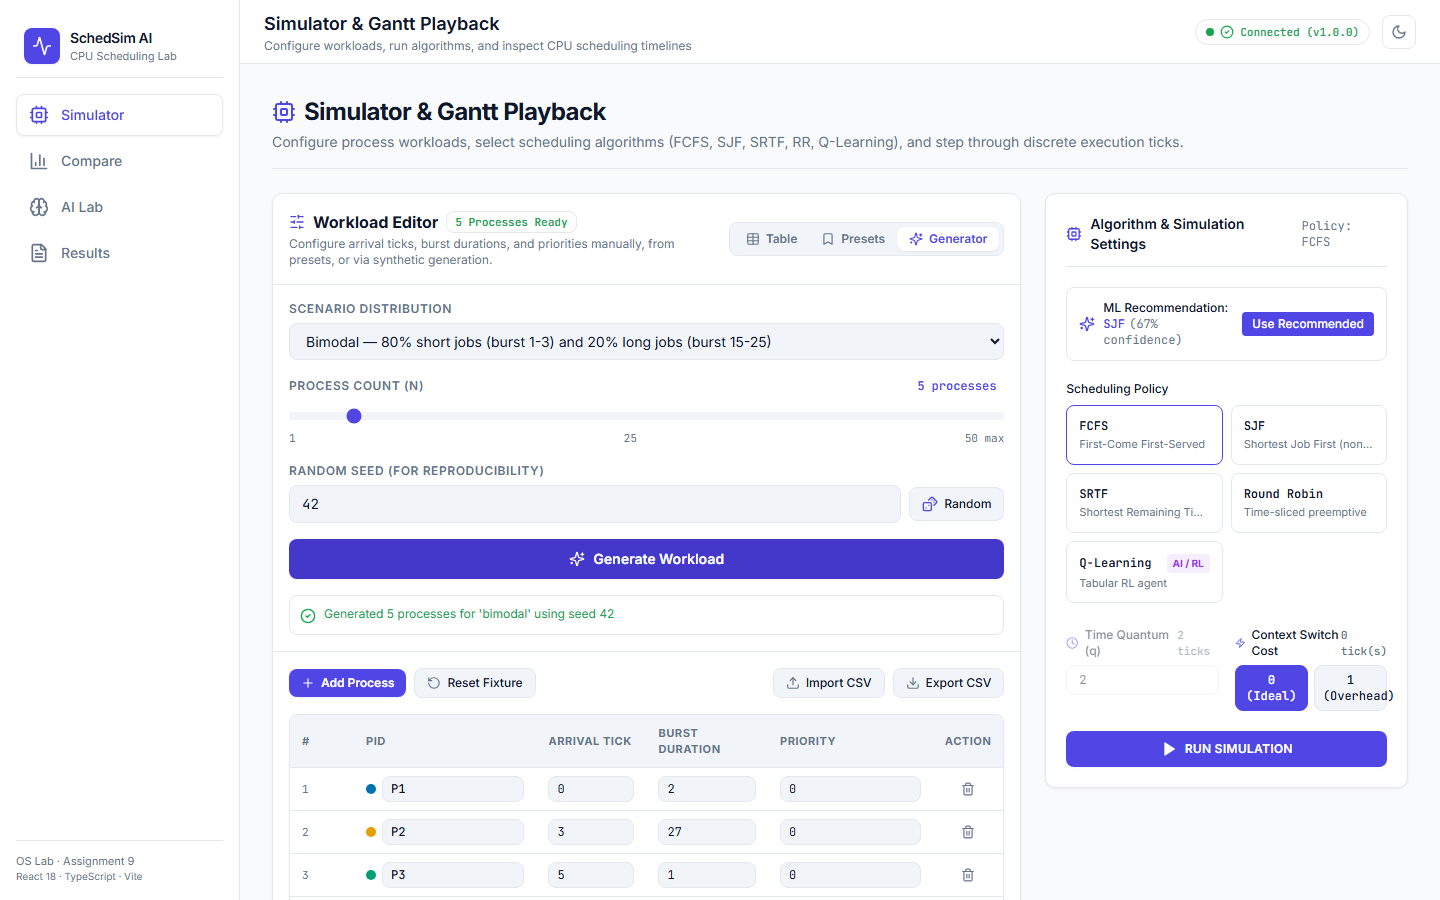 SchedSim AI
CPU Scheduling Lab
Simulator
Compare
AI Lab
Results
OS Lab · Assignment 9
React 18 · TypeScript · Vite
Simulator & Gantt Playback
Configure workloads, run algorithms, and inspect CPU scheduling timelines
Connected (v1.0.0)
Simulator & Gantt Playback
Configure process workloads, select scheduling algorithms (FCFS, SJF, SRTF, RR, Q-Learning), and step through discrete execution ticks.
Workload Editor
5 Processes Ready
Configure arrival ticks, burst durations, and priorities manually, from
presets, or via synthetic generation.
Table
Presets
Generator
SCENARIO DISTRIBUTION
Bimodal — 80% short jobs (burst 1-3) and 20% long jobs (burst 15-25)
PROCESS COUNT (N)
5 processes
1
25
50 max
RANDOM SEED (FOR REPRODUCIBILITY)
42
Random
Generate Workload
Generated 5 processes for 'bimodal' using seed 42
Add Process
Reset Fixture
Import CSV
Export CSV
# PID ARRIVAL TICK BURST DURATION PRIORITY ACTION
1 P1 0 2 0
2 P2 3 27 0
3 P3 5 1 0
Algorithm & Simulation
Settings
Policy:
FCFS
ML Recommendation:
SJF (67%
confidence)
Use Recommended
Scheduling Policy
FCFS
First-Come First-Served
SJF
Shortest Job First (non...
SRTF
Shortest Remaining Ti...
Round Robin
Time-sliced preemptive
Q-Learning
AI / RL
Tabular RL agent
Time Quantum
(q)
2
ticks
2
Context Switch
Cost
0
tick(s)
0
(Ideal)
1
(Overhead)
RUN SIMULATION